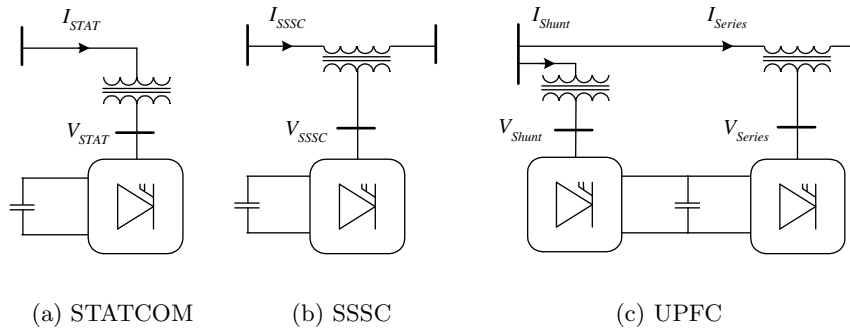 I_STAT
I_SSSC
I_Shunt
I_Series
V_STAT
V_SSSC
V_Shunt
V_Series
(a) STATCOM
(b) SSSC
(c) UPFC